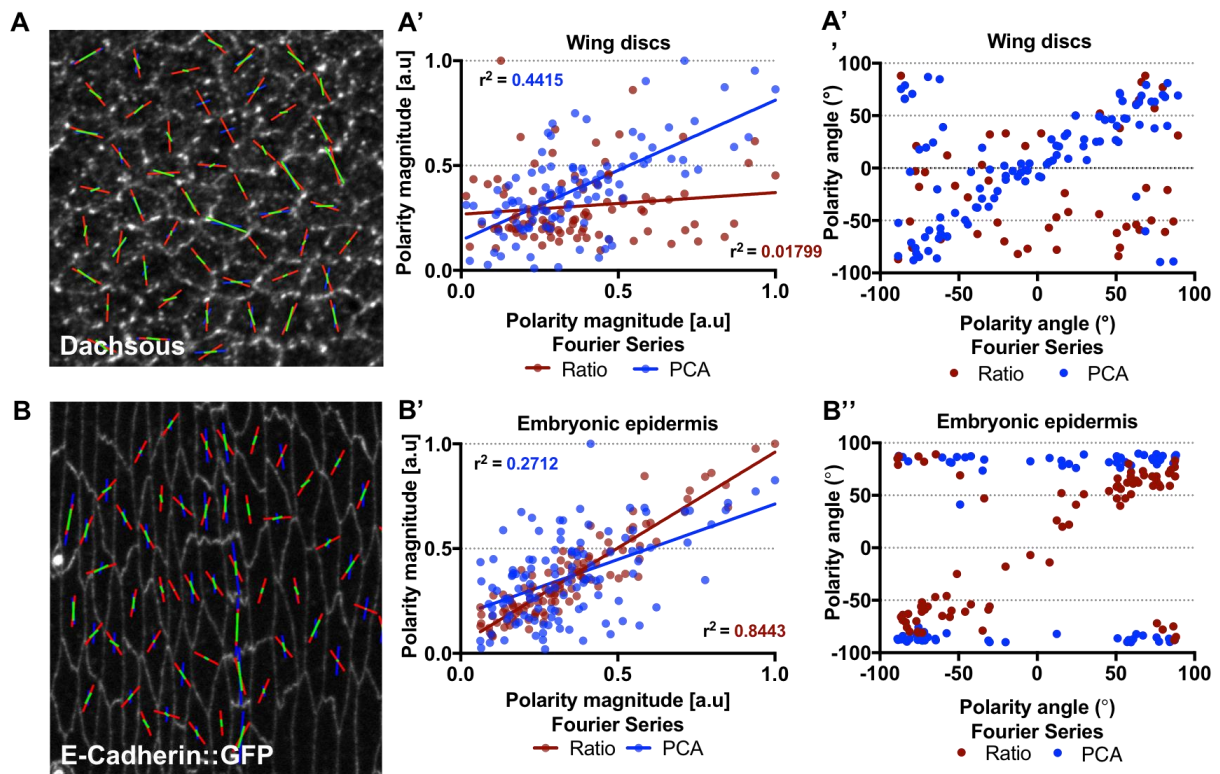 A
Dachsous
A’
Wing discs
Polarity magnitude [a.u]
1.0
0.5
0.0
r² = 0.4415
r² = 0.01799
0.0 0.5 1.0
Polarity magnitude [a.u]
Fourier Series
Ratio PCA
A’
’
Wing discs
Polarity angle (°)
100
50
0
-50
-100
-100 -50 0 50 100
Polarity angle (°)
Fourier Series
Ratio PCA
B
E-Cadherin::GFP
B’
Embryonic epidermis
Polarity magnitude [a.u]
1.0
0.5
0.0
r² = 0.2712
r² = 0.8443
0.0 0.5 1.0
Polarity magnitude [a.u]
Fourier Series
Ratio PCA
B’’
Embryonic epidermis
Polarity angle (°)
100
50
0
-50
-100
-100 -50 0 50 100
Polarity angle (°)
Fourier Series
Ratio PCA